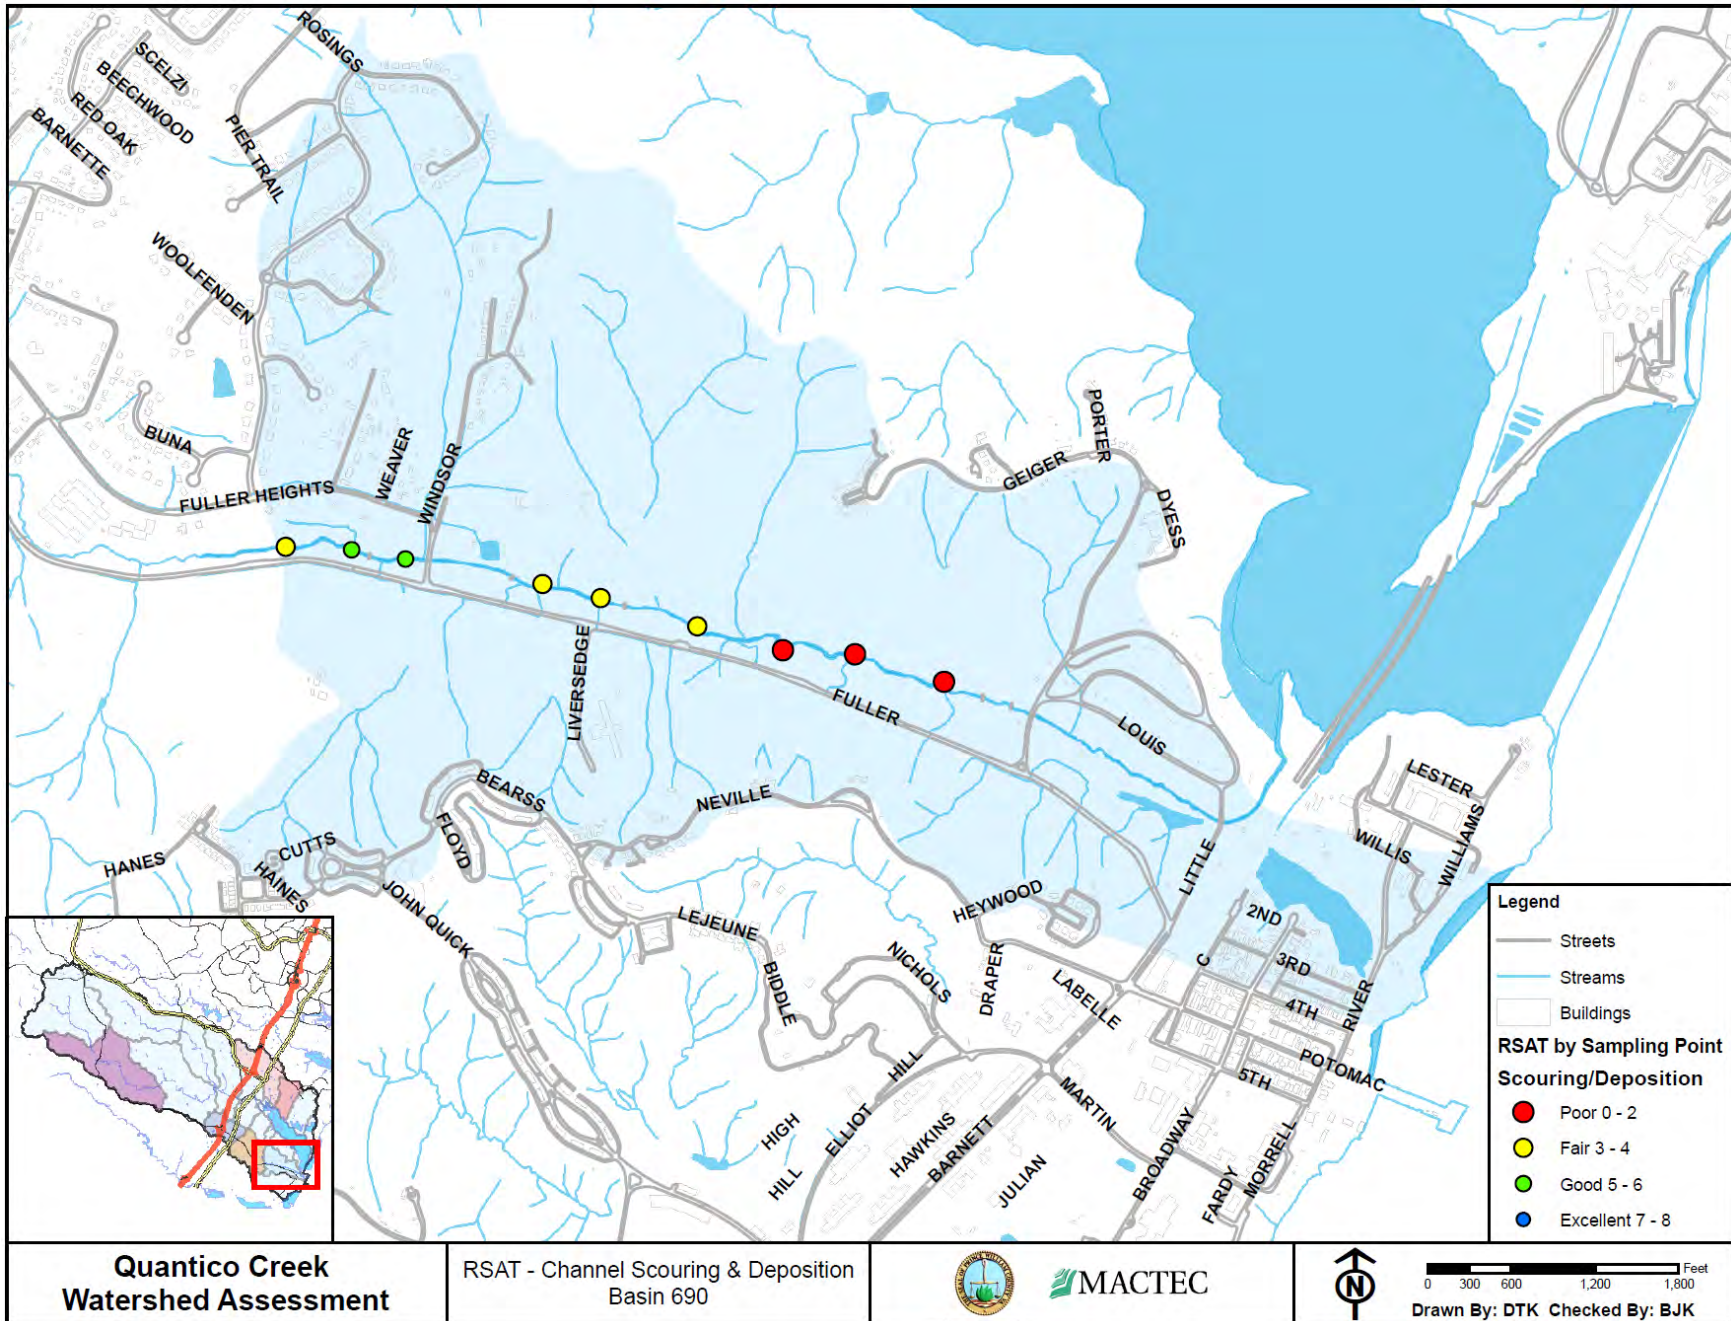 ROSINGS
SCELZI
BEECHWOOD
RED OAK
BARNETTE
PIER TRAIL
WOOLFENDEN
BUNA
WEAVER
WINDSOR
FULLER HEIGHTS
PORTER
GEIGER
DYESS
LIVERSEDGE
FULLER
LOUIS
BEARSS
NEVILLE
LESTER
WILLIS
WILLIAMS
FLOYD
CUTTS
HANES
HAINES
JOHN QUICK
LEJEUNE
HEYWOOD
LITTLE
2ND
3RD
4TH
C
RIVER
NICHOLS
DRAPER
LABELLE
BIDDLE
POTOMAC
5TH
HILL
HIGH
HILL
ELLIOT
HAWKINS
BARNETT
MARTIN
JULIAN
BROADWAY
FARDY
MORRELL
Legend
Streets
Streams
Buildings
RSAT by Sampling Point
Scouring/Deposition
Poor 0 - 2
Fair 3 - 4
Good 5 - 6
Excellent 7 - 8
Quantico Creek
Watershed Assessment
RSAT - Channel Scouring & Deposition
Basin 690
MACTEC
N
Feet
0 300 600 1,200 1,800
Drawn By: DTK Checked By: BJK